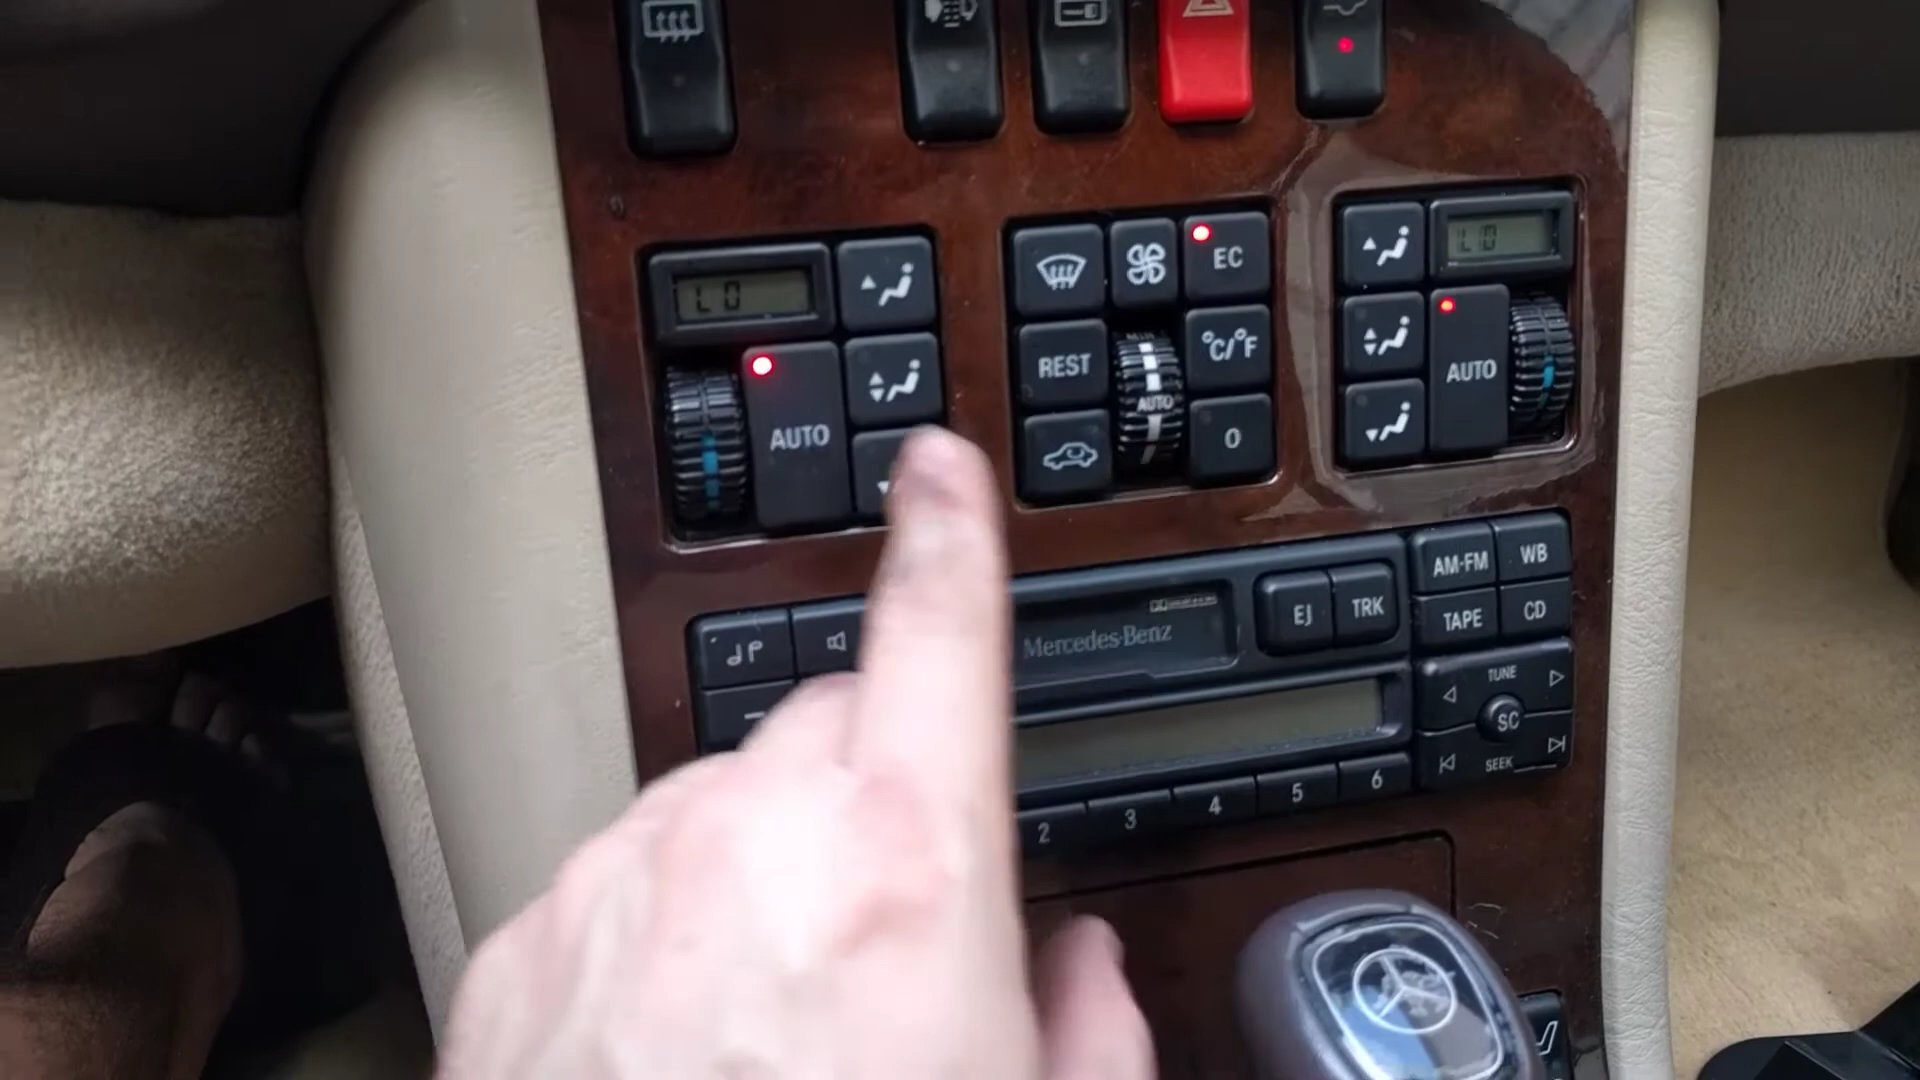 LO
AUTO
EC
REST
MIN
AUTO
°C/°F
0
LO
AUTO
Mercedes-Benz
EJ
TRK
AM-FM
WB
TAPE
CD
TUNE
SC
SEEK
2
3
4
5
6